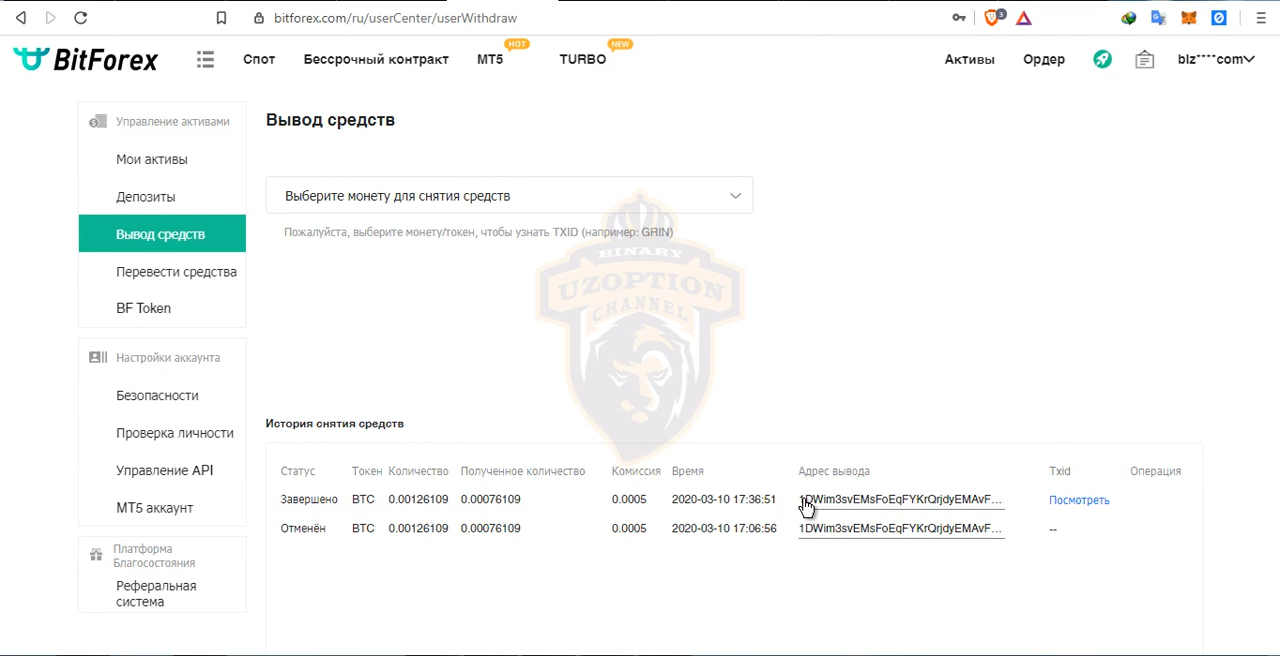 bitforex.com/ru/userCenter/userWithdraw
3
BitForex
Спот
Бессрочный контракт
MT5
HOT
TURBO
NEW
Активы
Ордер
blz****com
Управление активами
Мои активы
Депозиты
Вывод средств
Перевести средства
BF Token
Настройки аккаунта
Безопасности
Проверка личности
Управление API
MT5 аккаунт
Платформа
Благосостояния
Реферальная
система
Вывод средств
Выберите монету для снятия средств
Пожалуйста, выберите монету/токен, чтобы узнать TXID (например: GRIN)
BINARY
UZOPTION
CHANNEL
История снятия средств
Статус Токен Количество Полученное количество Комиссия Время Адрес вывода Txid Операция
Завершено BTC 0.00126109 0.00076109 0.0005 2020-03-10 17:36:51 1DWim3svEMsFoEqFYKrQrjdyEMAvF... Посмотреть
Отменён BTC 0.00126109 0.00076109 0.0005 2020-03-10 17:06:56 1DWim3svEMsFoEqFYKrQrjdyEMAvF... --